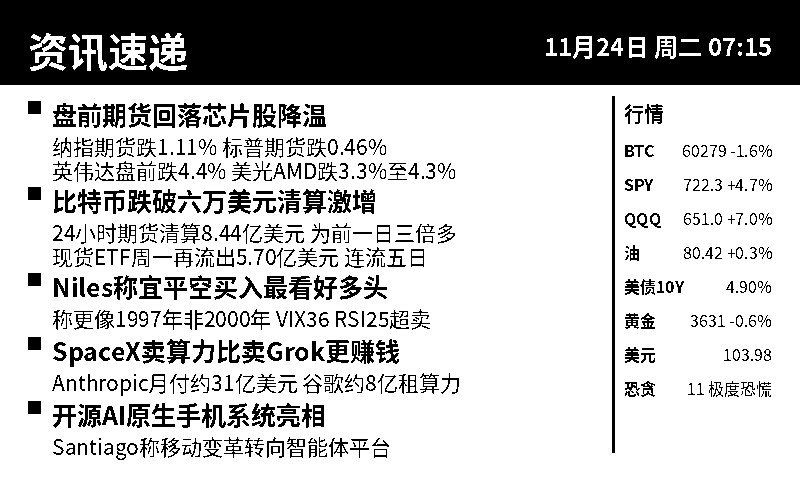 资讯速递
11月24日 周二 07:15
盘前期货回落芯片股降温
纳指期货跌1.11% 标普期货跌0.46%
英伟达盘前跌4.4% 美光AMD跌3.3%至4.3%
比特币跌破六万美元清算激增
24小时期货清算8.44亿美元 为前一日三倍多
现货ETF周一再流出5.70亿美元 连流五日
Niles称宜平空买入最看好多头
称更像1997年非2000年 VIX36 RSI25超卖
SpaceX卖算力比卖Grok更赚钱
Anthropic月付约31亿美元 谷歌约8亿租算力
开源AI原生手机系统亮相
Santiago称移动变革转向智能体平台
行情
BTC 60279 -1.6%
SPY 722.3 +4.7%
QQQ 651.0 +7.0%
油 80.42 +0.3%
美债10Y 4.90%
黄金 3631 -0.6%
美元 103.98
恐贪 11 极度恐慌